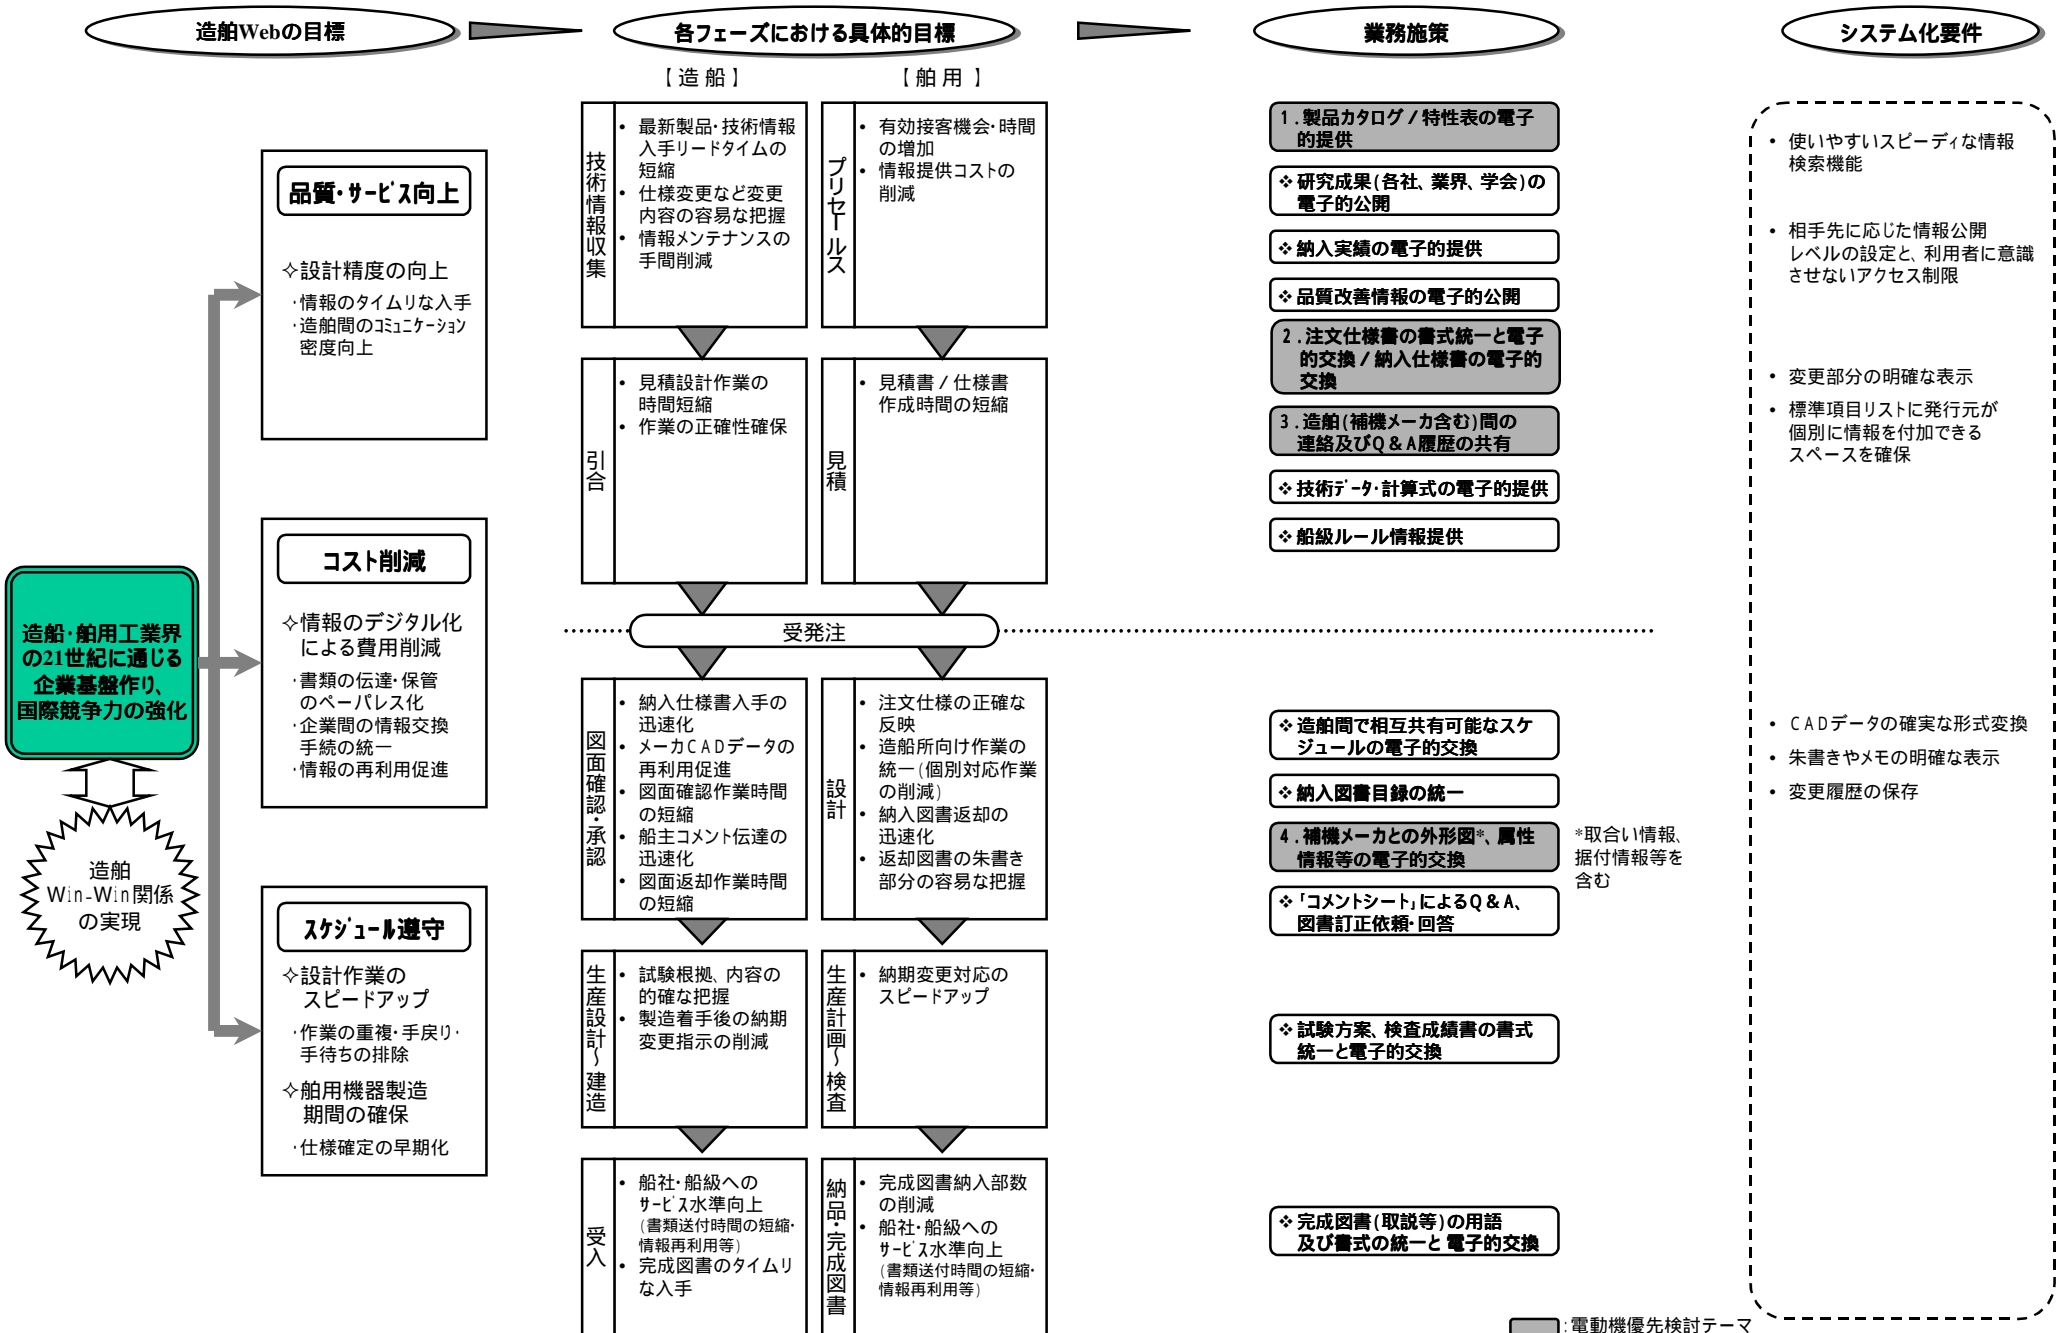 造舶Webの目標
各フェーズにおける具体的目標
業務施策
システム化要件
【 造 船 】
【 舶 用 】
造船・舶用工業界
の21世紀に通じる
企業基盤作り、
国際競争力の強化
造舶
Win-Win関係
の実現
品質・ｻｰﾋﾞｽ向上
✧設計精度の向上
・情報のタイムリな入手
・造舶間のｺﾐｭﾆｹｰｼｮﾝ
密度向上
コスト削減
✧情報のデジタル化
による費用削減
・書類の伝達・保管
のペーパレス化
・企業間の情報交換
手続の統一
・情報の再利用促進
ｽｹｼﾞｭｰﾙ遵守
✧設計作業の
スピードアップ
・作業の重複・手戻り・
手待ちの排除
✧舶用機器製造
期間の確保
・仕様確定の早期化
技術情報収集
• 最新製品・技術情報
入手リードタイムの
短縮
• 仕様変更など変更
内容の容易な把握
• 情報メンテナンスの
手間削減
プリセールス
• 有効接客機会・時間
の増加
• 情報提供コストの
削減
引合
• 見積設計作業の
時間短縮
• 作業の正確性確保
見積
• 見積書／仕様書
作成時間の短縮
受発注
図面確認・承認
• 納入仕様書入手の
迅速化
• メーカＣＡＤデータの
再利用促進
• 図面確認作業時間
の短縮
• 船主コメント伝達の
迅速化
• 図面返却作業時間
の短縮
設計
• 注文仕様の正確な
反映
• 造船所向け作業の
統一(個別対応作業
の削減)
• 納入図書返却の
迅速化
• 返却図書の朱書き
部分の容易な把握
生産設計～建造
• 試験根拠、内容の
的確な把握
• 製造着手後の納期
変更指示の削減
生産計画～検査
• 納期変更対応の
スピードアップ
受入
• 船社・船級への
ｻｰﾋﾞｽ水準向上
(書類送付時間の短縮・
情報再利用等)
• 完成図書のタイムリ
な入手
納品・完成図書
• 完成図書納入部数
の削減
• 船社・船級への
ｻｰﾋﾞｽ水準向上
(書類送付時間の短縮・
情報再利用等)
１．製品カタログ／特性表の電子
的提供
❖研究成果(各社、業界、学会)の
電子的公開
❖納入実績の電子的提供
❖品質改善情報の電子的公開
２．注文仕様書の書式統一と電子
的交換／納入仕様書の電子的
交換
３．造舶(補機メーカ含む)間の
連絡及びＱ＆Ａ履歴の共有
❖技術ﾃﾞｰﾀ・計算式の電子的提供
❖船級ルール情報提供
❖造舶間で相互共有可能なスケ
ジュールの電子的交換
❖納入図書目録の統一
４．補機メーカとの外形図*、属性
情報等の電子的交換
*取合い情報、
据付情報等を
含む
❖「コメントシート」によるＱ＆Ａ、
図書訂正依頼・回答
❖試験方案、検査成績書の書式
統一と電子的交換
❖完成図書(取説等)の用語
及び書式の統一と電子的交換
• 使いやすいスピーディな情報
検索機能
• 相手先に応じた情報公開
レベルの設定と、利用者に意識
させないアクセス制限
• 変更部分の明確な表示
• 標準項目リストに発行元が
個別に情報を付加できる
スペースを確保
• ＣＡＤデータの確実な形式変換
• 朱書きやメモの明確な表示
• 変更履歴の保存
：電動機優先検討テーマ